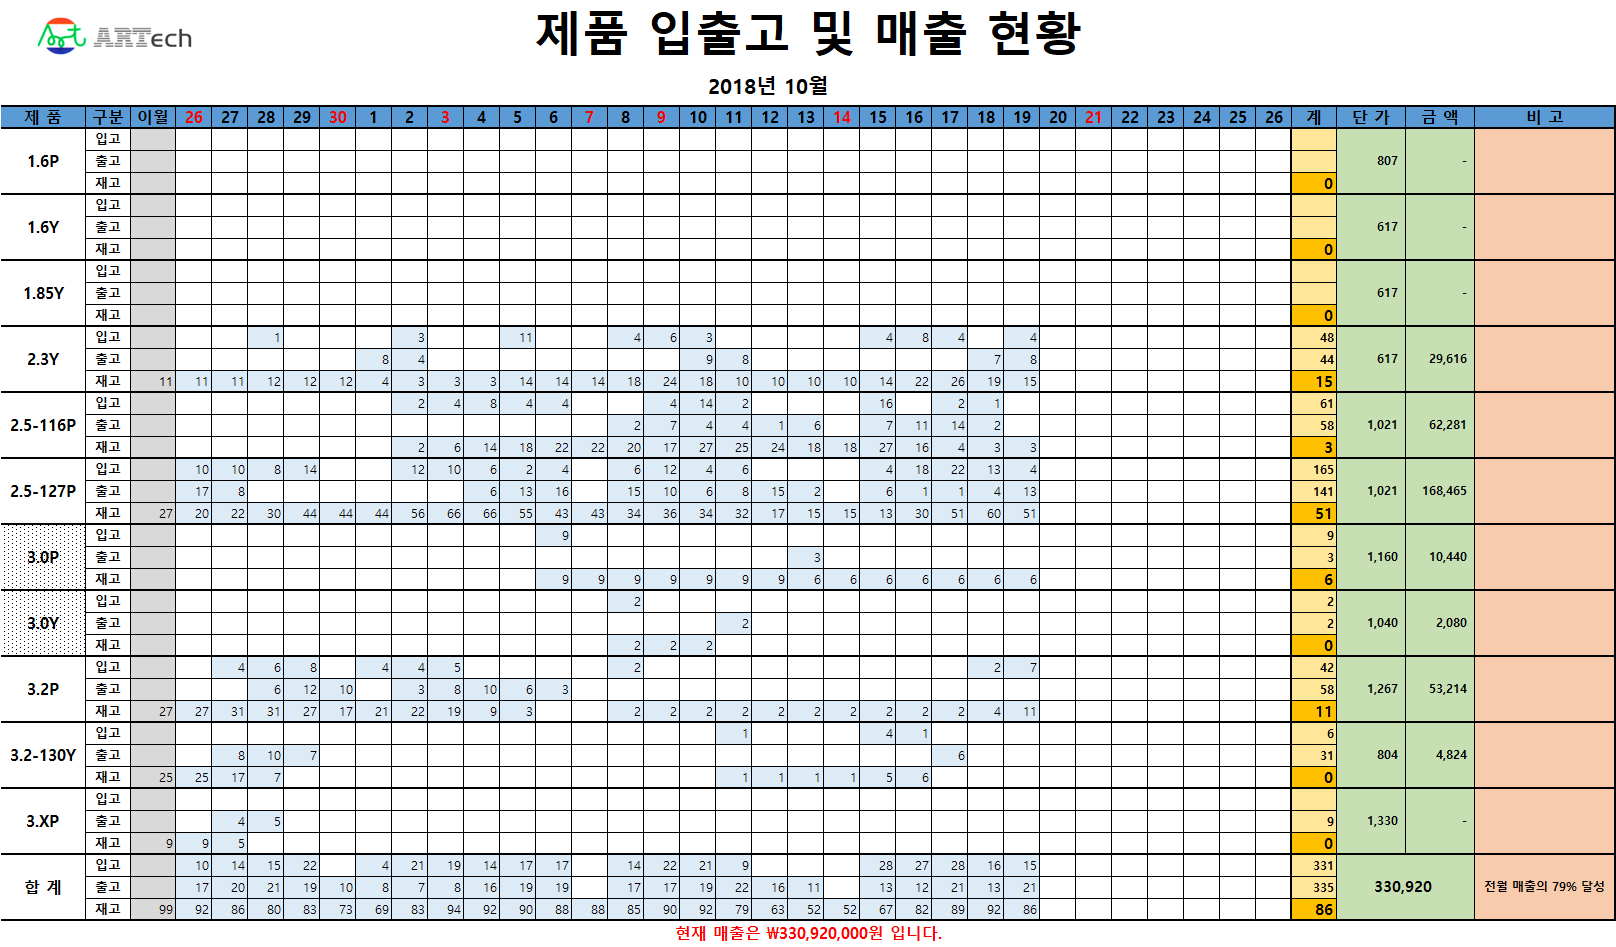 Art ARTech
제품 입출고 및 매출 현황
2018년 10월
제 품 구분 이월 26 27 28 29 30 1 2 3 4 5 6 7 8 9 10 11 12 13 14 15 16 17 18 19 20 21 22 23 24 25 26 계 단 가 금 액 비 고
입고
1.6P 출고 807 -
재고 0
입고
1.6Y 출고 617 -
재고 0
입고
1.85Y 출고 617 -
재고 0
입고 1 3 11 4 6 3 4 8 4 4 48
2.3Y 출고 8 4 9 8 7 8 44 617 29,616
재고 11 11 11 12 12 12 4 3 3 3 14 14 14 18 24 18 10 10 10 10 14 22 26 19 15 15
입고 2 4 8 4 4 4 14 2 16 2 1 61
2.5-116P 출고 2 7 4 4 1 6 7 11 14 2 58 1,021 62,281
재고 2 6 14 18 22 22 20 17 27 25 24 18 18 27 16 4 3 3 3
입고 10 10 8 14 12 10 6 2 4 6 12 4 6 4 18 22 13 4 165
2.5-127P 출고 17 8 6 13 16 15 10 6 8 15 2 6 1 1 4 13 141 1,021 168,465
재고 27 20 22 30 44 44 44 56 66 66 55 43 43 34 36 34 32 17 15 15 13 30 51 60 51 51
입고 9 9
3.0P 출고 3 3 1,160 10,440
재고 9 9 9 9 9 9 9 6 6 6 6 6 6 6 6
입고 2 2
3.0Y 출고 2 2 1,040 2,080
재고 2 2 2 0
입고 4 6 8 4 4 5 2 2 7 42
3.2P 출고 6 12 10 3 8 10 6 3 58 1,267 53,214
재고 27 27 31 31 27 17 21 22 19 9 3 2 2 2 2 2 2 2 2 2 2 4 11 11
입고 1 4 1 6
3.2-130Y 출고 8 10 7 6 31 804 4,824
재고 25 25 17 7 1 1 1 1 5 6 0
입고
3.XP 출고 4 5 9 1,330 -
재고 9 9 5 0
입고 10 14 15 22 4 21 19 14 17 17 14 22 21 9 28 27 28 16 15 331
합 계 출고 17 20 21 19 10 8 7 8 16 19 19 17 17 19 22 16 11 13 12 21 13 21 335 330,920 전월 매출의 79% 달성
재고 99 92 86 80 83 73 69 83 94 92 90 88 88 85 90 92 79 63 52 52 67 82 89 92 86 86
현재 매출은 ₩330,920,000원 입니다.